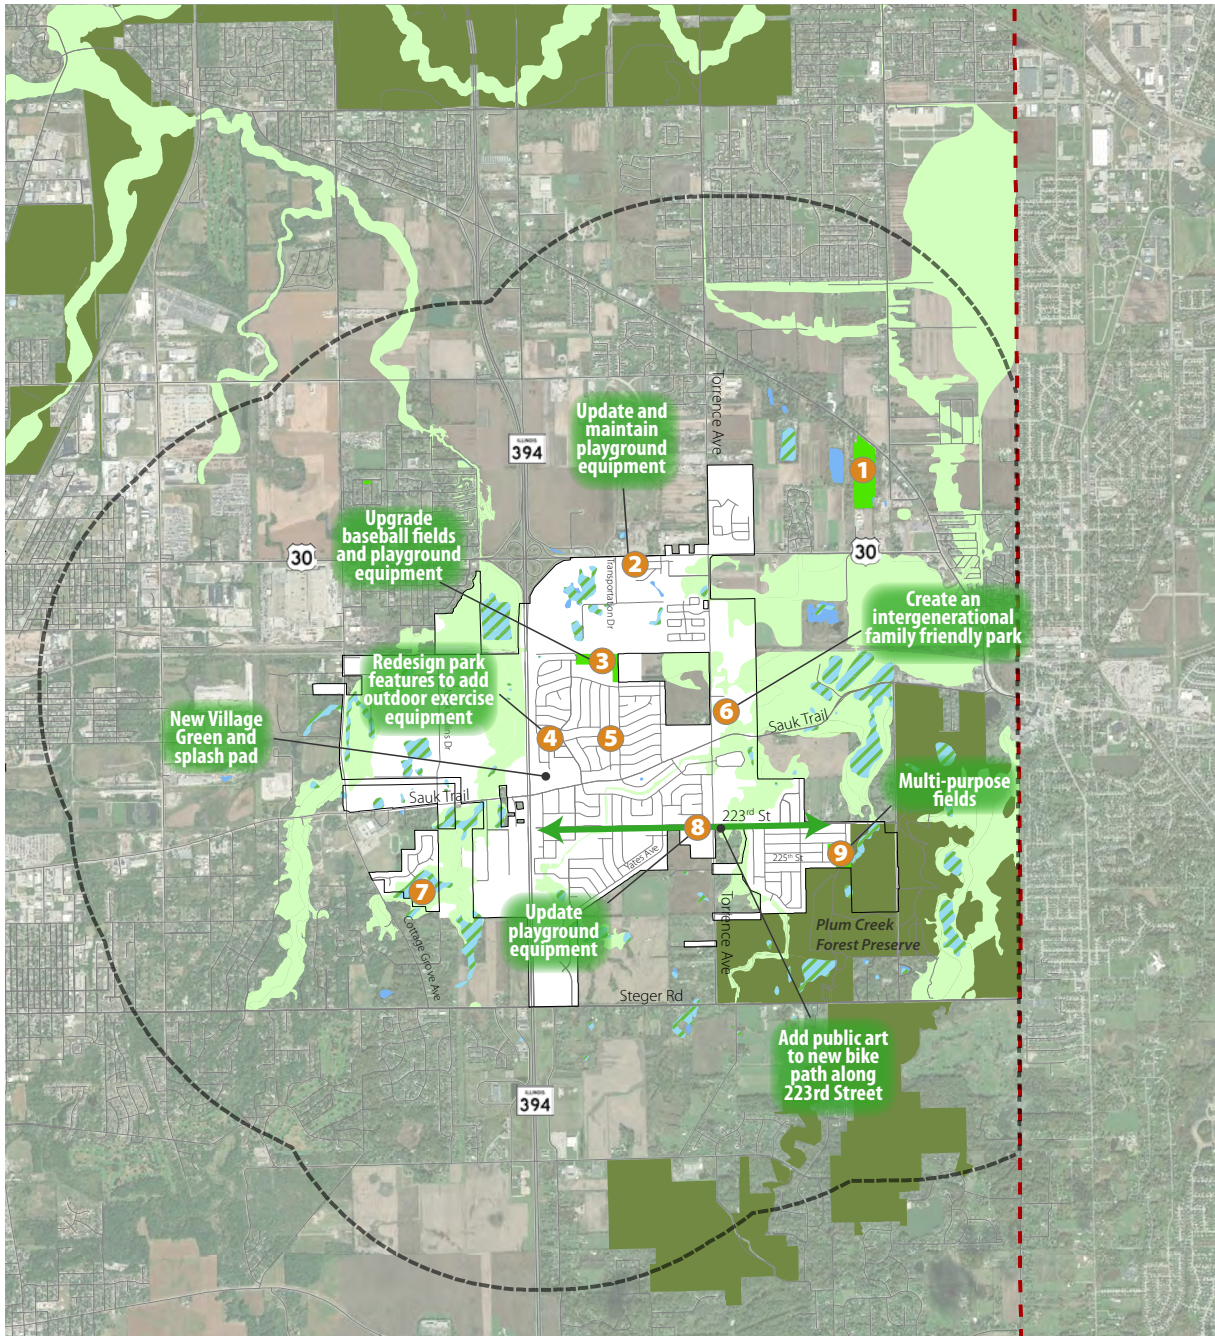 Torrence Ave
Update and
maintain
playground
equipment
ILLINOIS
394
1
Upgrade
baseball fields
and playground
equipment
30
30
2
Transportation Dr
Create an
intergenerational
family friendly park
3
Redesign park
features to add
outdoor exercise
equipment
6
New Village
Green and
splash pad
Sauk Trail
4
5
ns Dr
Multi-purpose
fields
Sauk Trail
223rd St
8
Yates Ave
225th St
9
7
Update
playground
equipment
Torrence Ave
Plum Creek
Forest Preserve
Cottage Grove Ave
Steger Rd
Add public art
to new bike
path along
223rd Street
ILLINOIS
394